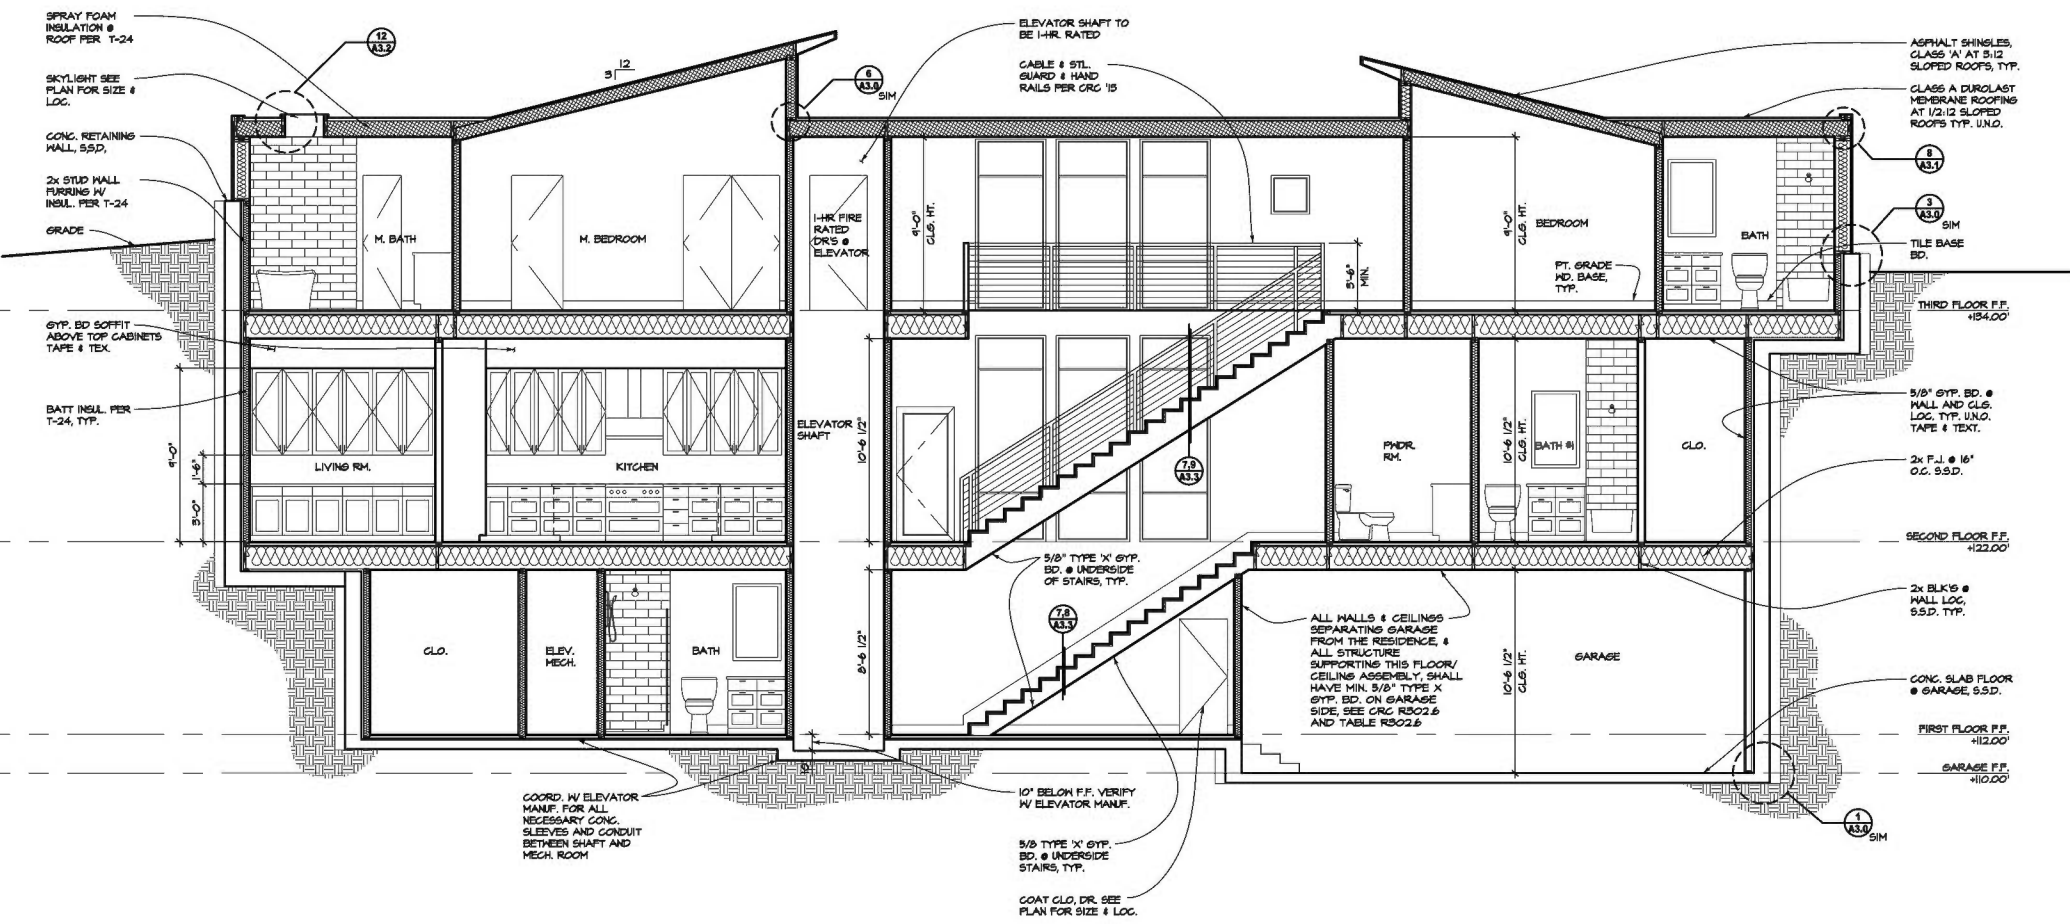 SPRAY FOAM
INSULATION @
ROOF PER T-24
SKYLIGHT SEE
PLAN FOR SIZE &
LOC.
CONC. RETAINING
WALL, S.S.D,
2x STUD WALL
FURRING W/
INSUL. PER T-24
GRADE
GYP. BD SOFFIT
ABOVE TOP CABINETS
TAPE & TEX.
BATT INSUL. PER
T-24, TYP.
12
A3.2
3
12
6
A3.0
SIM
ELEVATOR SHAFT TO
BE 1-HR. RATED
CABLE & STL.
GUARD & HAND
RAILS PER CRC '13
ASPHALT SHINGLES,
CLASS 'A' AT 3:12
SLOPED ROOFS, TYP.
CLASS A DUROLAST
MEMBRANE ROOFING
AT 1/2:12 SLOPED
ROOFS TYP. U.N.O.
8
A3.1
3
A3.0
SIM
TILE BASE
BD.
THIRD FLOOR F.F.
+134.00'
5/8" GYP. BD. @
WALL AND CLG.
LOC. TYP. U.N.O.
TAPE & TEXT.
2x F.J. @ 16"
O.C. S.S.D.
SECOND FLOOR F.F.
+122.00'
2x BLK'G @
WALL LOC,
S.S.D. TYP.
CONC. SLAB FLOOR
@ GARAGE, S.S.D.
FIRST FLOOR F.F.
+112.00'
GARAGE F.F.
+110.00'
1
A3.0
SIM
M. BATH
M. BEDROOM
1-HR FIRE
RATED
DR'S @
ELEVATOR
9'-0"
CLG. HT.
3'-6"
MIN.
9'-0"
CLG. HT.
BEDROOM
PT. GRADE
WD. BASE,
TYP.
BATH
9'-0"
1'-6"
3'-0"
LIVING RM.
KITCHEN
ELEVATOR
SHAFT
10'-6 1/2"
7,9
A3.3
PWDR.
RM.
10'-6 1/2"
CLG. HT.
BATH #1
CLO.
5/8" TYPE 'X' GYP.
BD. @ UNDERSIDE
OF STAIRS, TYP.
CLO.
ELEV.
MECH.
BATH
8'-6 1/2"
7,8
A3.3
ALL WALLS & CEILINGS
SEPARATING GARAGE
FROM THE RESIDENCE, &
ALL STRUCTURE
SUPPORTING THIS FLOOR/
CEILING ASSEMBLY, SHALL
HAVE MIN. 5/8" TYPE X
GYP. BD. ON GARAGE
SIDE, SEE CRC R302.6
AND TABLE R302.6
10'-6 1/2"
CLG. HT.
GARAGE
COORD. W/ ELEVATOR
MANUF. FOR ALL
NECESSARY CONC.
SLEEVES AND CONDUIT
BETWEEN SHAFT AND
MECH. ROOM
10" BELOW F.F. VERIFY
W/ ELEVATOR MANUF.
5/8 TYPE 'X' GYP.
BD. @ UNDERSIDE
STAIRS, TYP.
COAT CLO, DR. SEE
PLAN FOR SIZE & LOC.